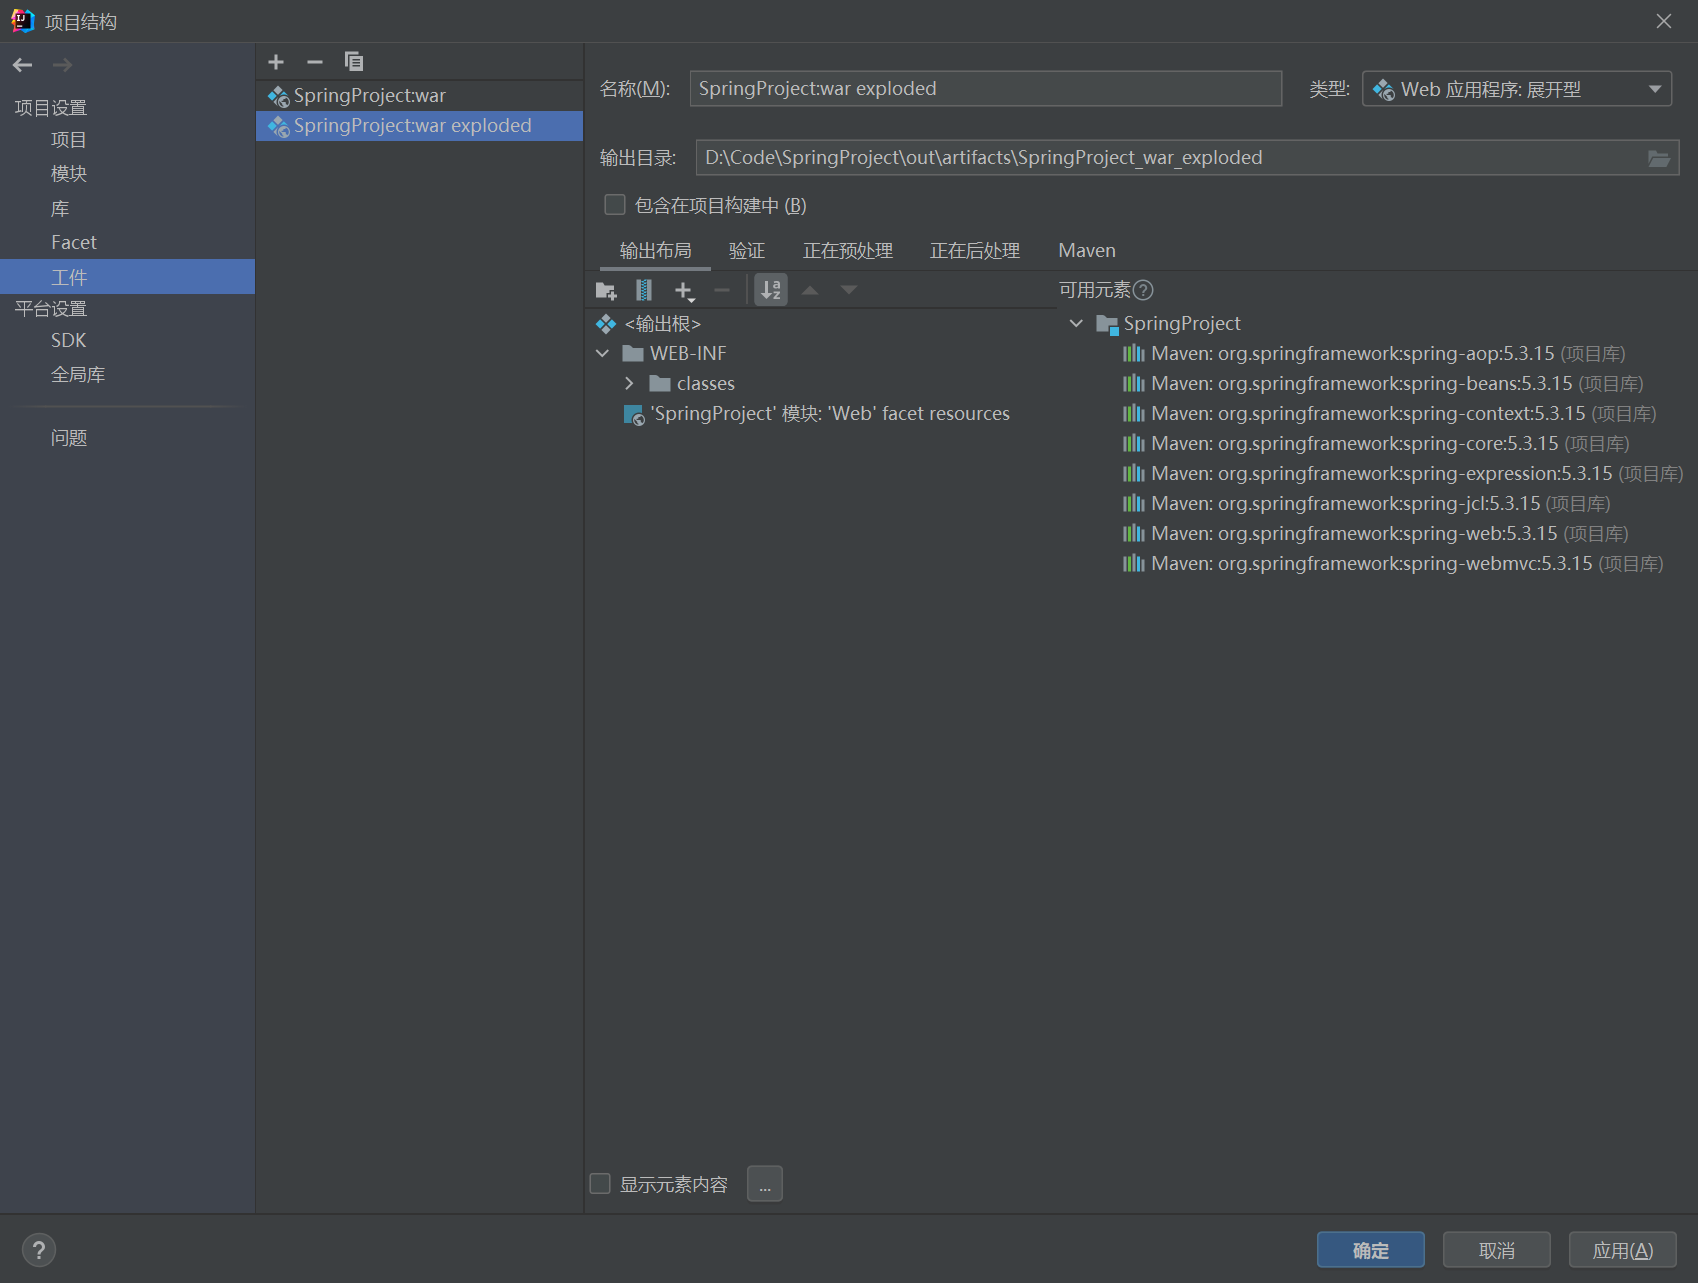 项目结构
项目设置
项目
模块
库
Facet
工件
平台设置
SDK
全局库
问题
SpringProject:war
SpringProject:war exploded
名称(M): SpringProject:war exploded 类型: Web 应用程序: 展开型
输出目录: D:\Code\SpringProject\out\artifacts\SpringProject_war_exploded
包含在项目构建中 (B)
输出布局 验证 正在预处理 正在后处理 Maven
<输出根>
WEB-INF
classes
'SpringProject' 模块: 'Web' facet resources
可用元素
SpringProject
Maven: org.springframework:spring-aop:5.3.15 (项目库)
Maven: org.springframework:spring-beans:5.3.15 (项目库)
Maven: org.springframework:spring-context:5.3.15 (项目库)
Maven: org.springframework:spring-core:5.3.15 (项目库)
Maven: org.springframework:spring-expression:5.3.15 (项目库)
Maven: org.springframework:spring-jcl:5.3.15 (项目库)
Maven: org.springframework:spring-web:5.3.15 (项目库)
Maven: org.springframework:spring-webmvc:5.3.15 (项目库)
显示元素内容 ...
? 确定 取消 应用(A)